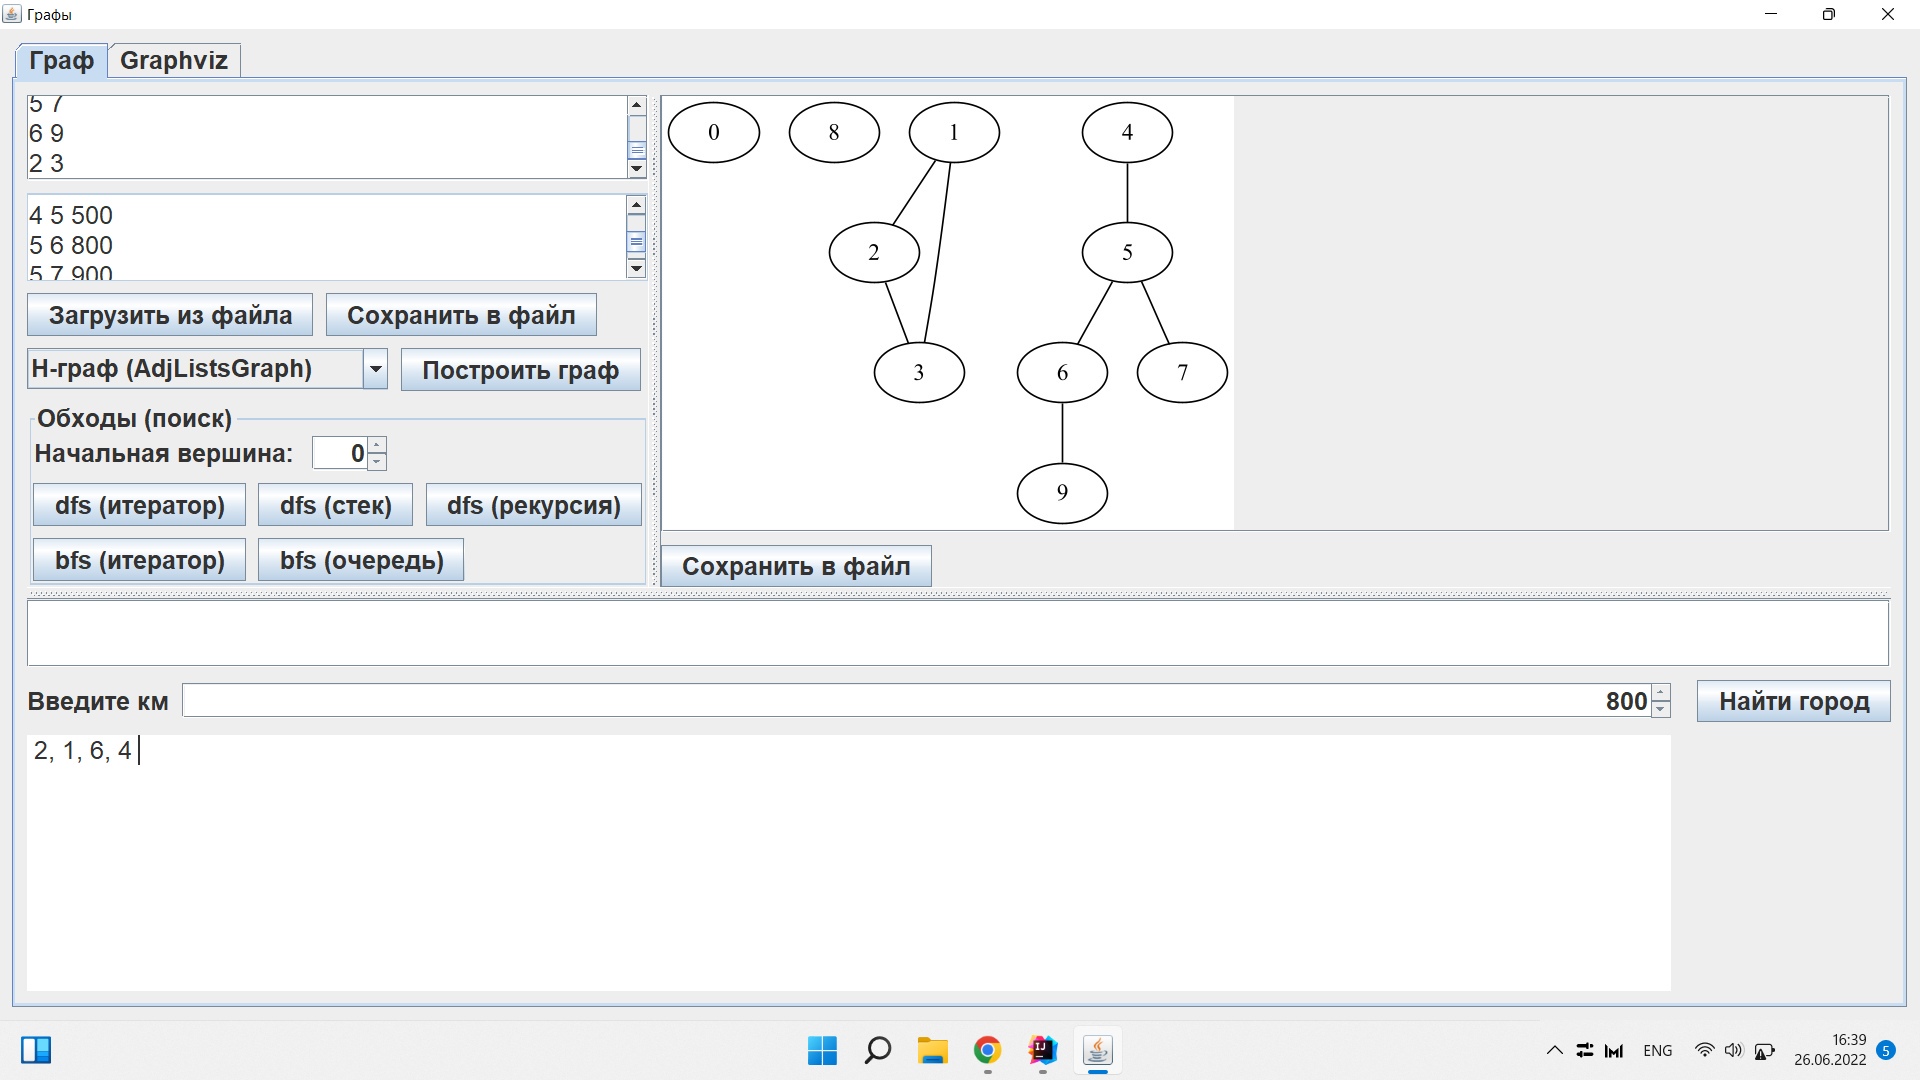 Графы
Граф Graphviz
5 7
6 9
2 3
4 5 500
5 6 800
5 7 900
Загрузить из файла Сохранить в файл
Н-граф (AdjListsGraph) Построить граф
Обходы (поиск)
Начальная вершина: 0
dfs (итератор) dfs (стек) dfs (рекурсия)
bfs (итератор) bfs (очередь)
0 8 1 4
2 5
3 6 7
9
Сохранить в файл
Введите км 800 Найти город
2, 1, 6, 4
ENG
16:39
26.06.2022
5